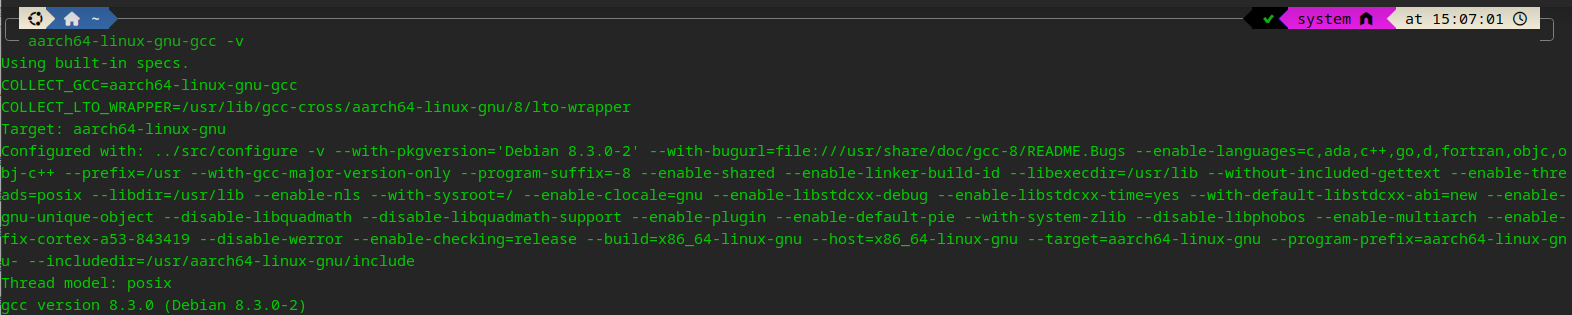 ~ system at 15:07:01
aarch64-linux-gnu-gcc -v
Using built-in specs.
COLLECT_GCC=aarch64-linux-gnu-gcc
COLLECT_LTO_WRAPPER=/usr/lib/gcc-cross/aarch64-linux-gnu/8/lto-wrapper
Target: aarch64-linux-gnu
Configured with: ../src/configure -v --with-pkgversion='Debian 8.3.0-2' --with-bugurl=file:///usr/share/doc/gcc-8/README.Bugs --enable-languages=c,ada,c++,go,d,fortran,objc,o
bj-c++ --prefix=/usr --with-gcc-major-version-only --program-suffix=-8 --enable-shared --enable-linker-build-id --libexecdir=/usr/lib --without-included-gettext --enable-thre
ads=posix --libdir=/usr/lib --enable-nls --with-sysroot=/ --enable-clocale=gnu --enable-libstdcxx-debug --enable-libstdcxx-time=yes --with-default-libstdcxx-abi=new --enable-
gnu-unique-object --disable-libquadmath --disable-libquadmath-support --enable-plugin --enable-default-pie --with-system-zlib --disable-libphobos --enable-multiarch --enable-
fix-cortex-a53-843419 --disable-werror --enable-checking=release --build=x86_64-linux-gnu --host=x86_64-linux-gnu --target=aarch64-linux-gnu --program-prefix=aarch64-linux-gn
u- --includedir=/usr/aarch64-linux-gnu/include
Thread model: posix
gcc version 8.3.0 (Debian 8.3.0-2)